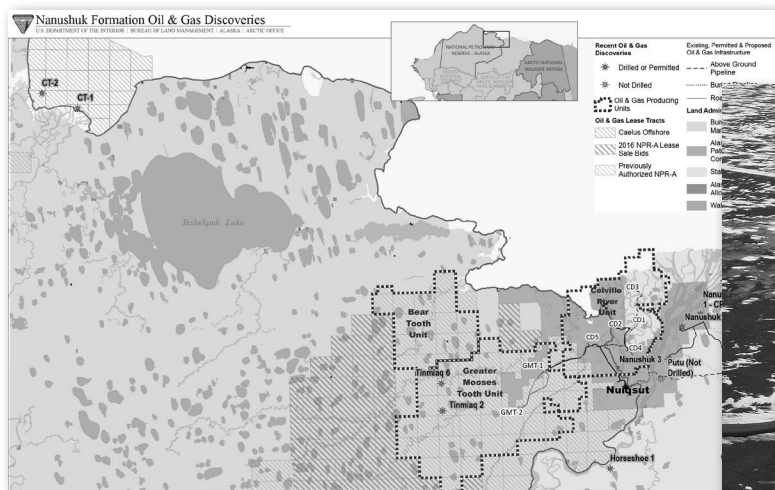 Nanushuk Formation Oil & Gas Discoveries
U.S. DEPARTMENT OF THE INTERIOR | BUREAU OF LAND MANAGEMENT | ALASKA | ARCTIC OFFICE
CT-2
CT-1
NATIONAL PETROLEUM
RESERVE - ALASKA
ARCTIC NATIONAL
WILDLIFE REFUGE
Recent Oil & Gas
Discoveries
Drilled or Permitted
Not Drilled
Oil & Gas Producing
Units
Oil & Gas Lease Tracts
Caelus Offshore
2016 NPR-A Lease
Sale Bids
Previously
Authorized NPR-A
Existing, Permitted & Proposed
Oil & Gas Infrastructure
Above Ground
Pipeline
Teshekpuk Lake
Bear
Tooth
Unit
Colville
River
Unit
CD3
CD2
CD1
CD5
CD4
Nanushuk 3
Putu (Not
Drilled)
GMT 1
Tinmiaq 6
Greater
Mooses
Tooth Unit
Tinmiaq 2
GMT 2
Nuiqsut
Horseshoe 1